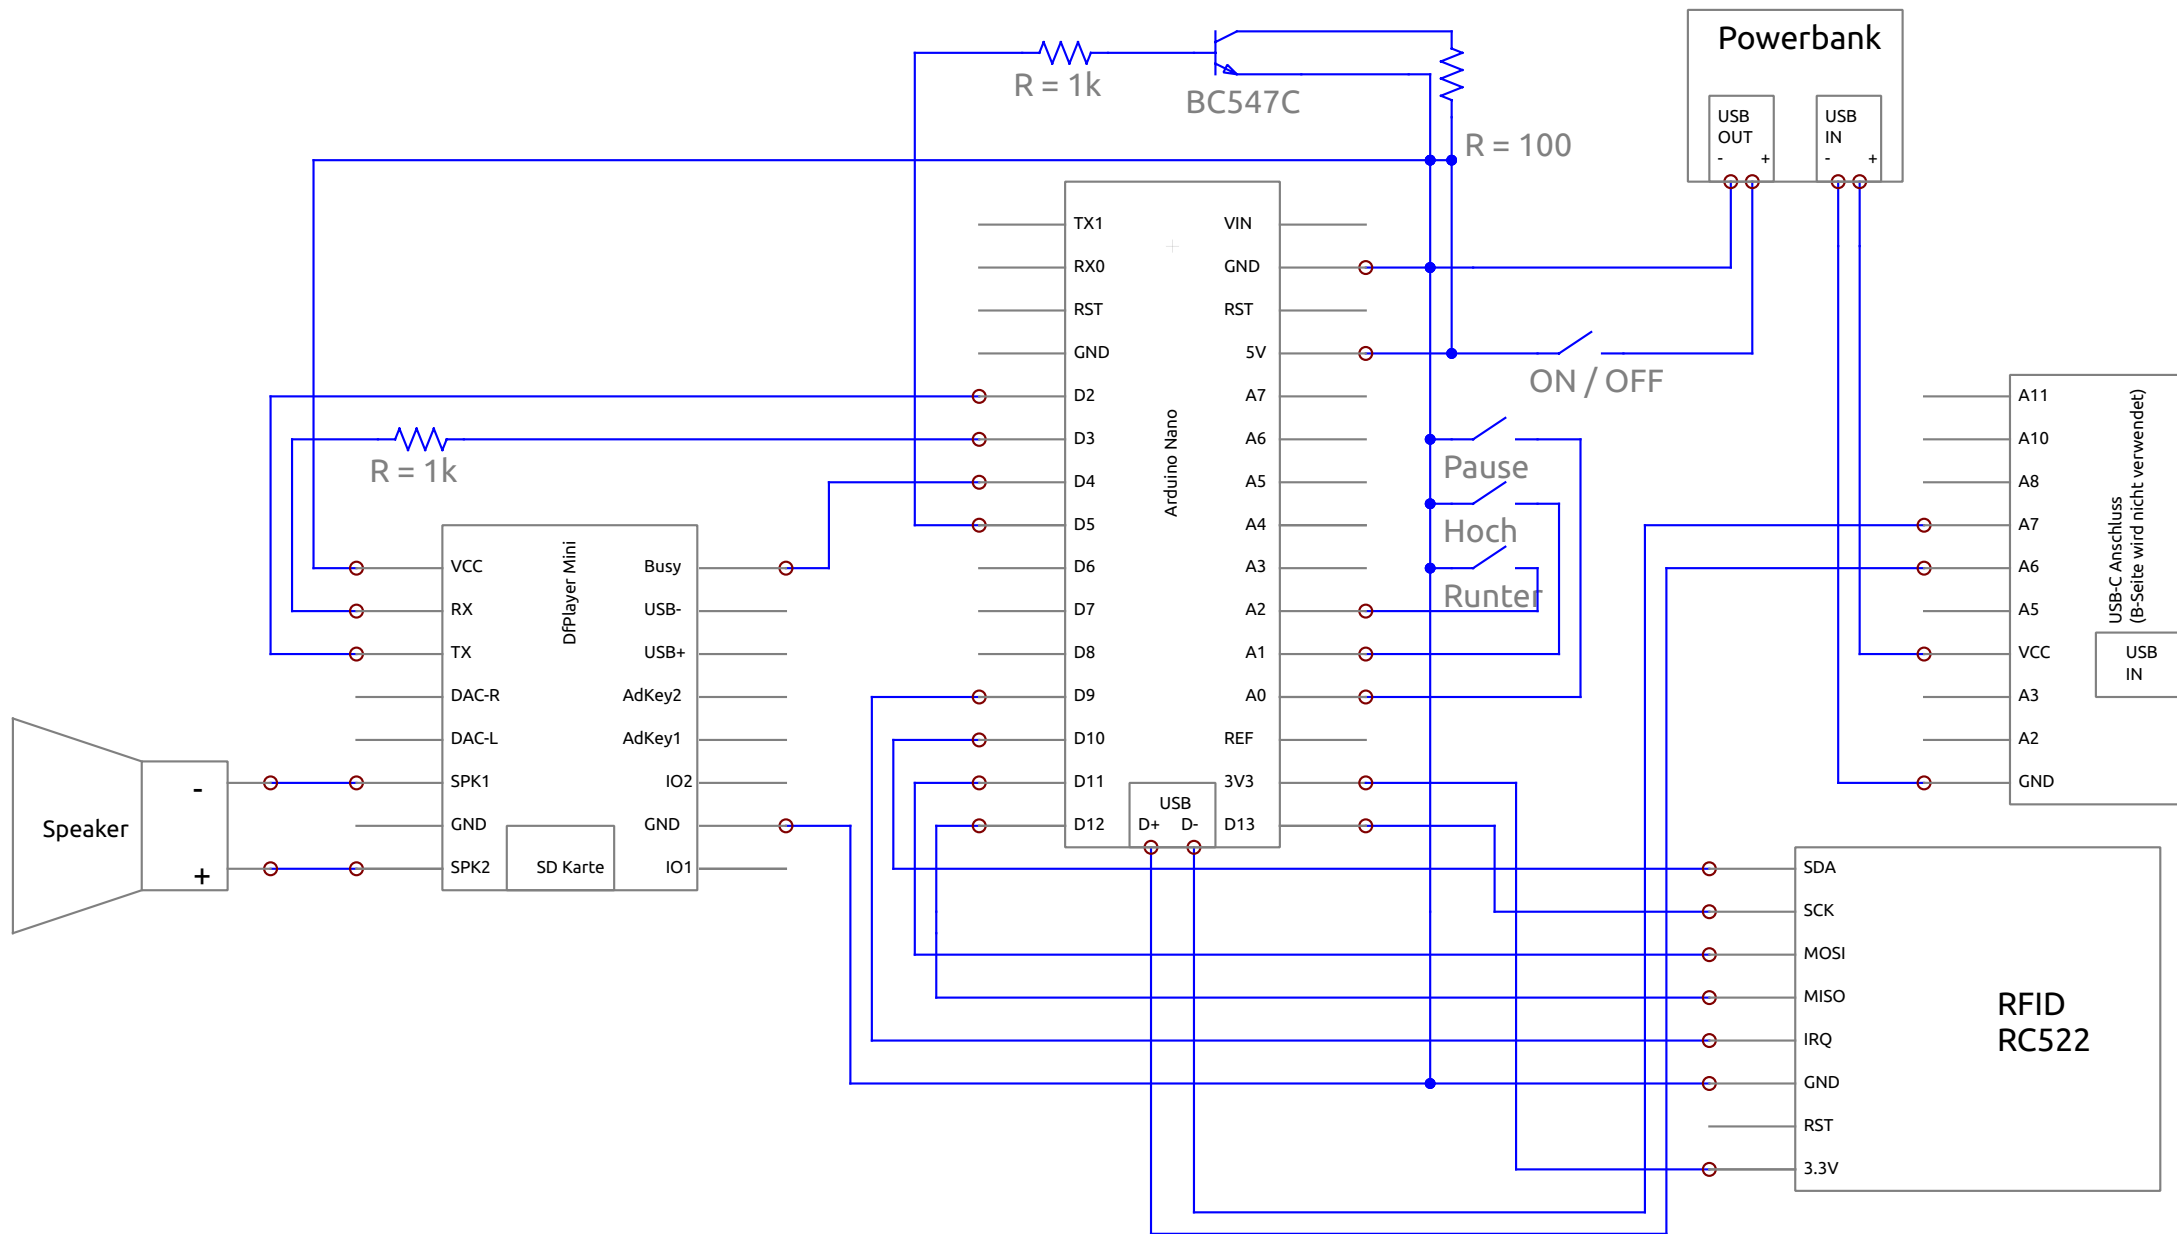 Powerbank
USB
OUT
- +
USB
IN
- +
R = 1k
BC547C
R = 100
TX1
RX0
RST
GND
D2
D3
D4
D5
D6
D7
D8
D9
D10
D11
D12
Arduino Nano
VIN
GND
RST
5V
A7
A6
A5
A4
A3
A2
A1
A0
REF
3V3
D13
USB
D+ D-
ON / OFF
Pause
Hoch
Runter
R = 1k
VCC
RX
TX
DAC-R
DAC-L
SPK1
GND
SPK2
DfPlayer Mini
SD Karte
Busy
USB-
USB+
AdKey2
AdKey1
IO2
GND
IO1
Speaker
-
+
A11
A10
A8
A7
A6
A5
VCC
A3
A2
GND
USB-C Anschluss
(B-Seite wird nicht verwendet)
USB
IN
SDA
SCK
MOSI
MISO
IRQ
GND
RST
3.3V
RFID
RC522